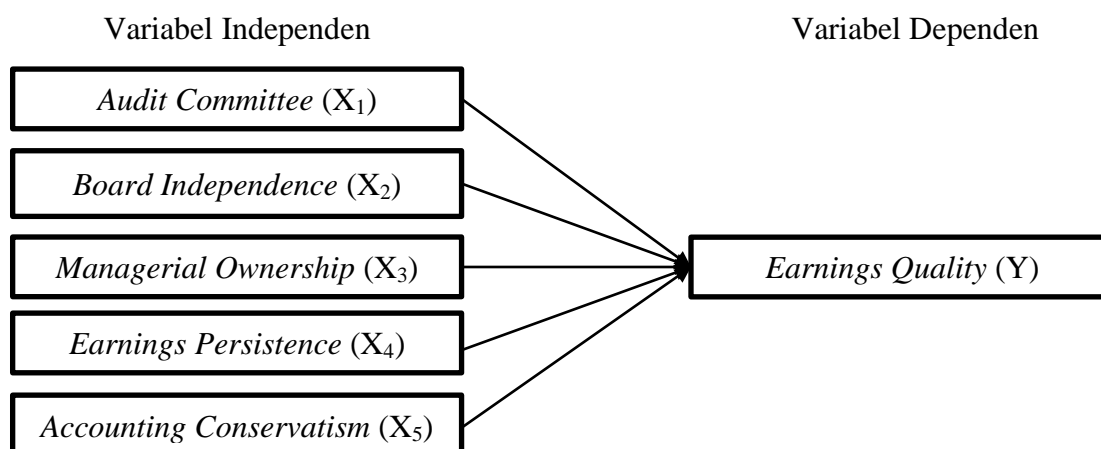 Variabel Independen
Variabel Dependen
Audit Committee (X₁)
Board Independence (X₂)
Managerial Ownership (X₃)
Earnings Quality (Y)
Earnings Persistence (X₄)
Accounting Conservatism (X₅)